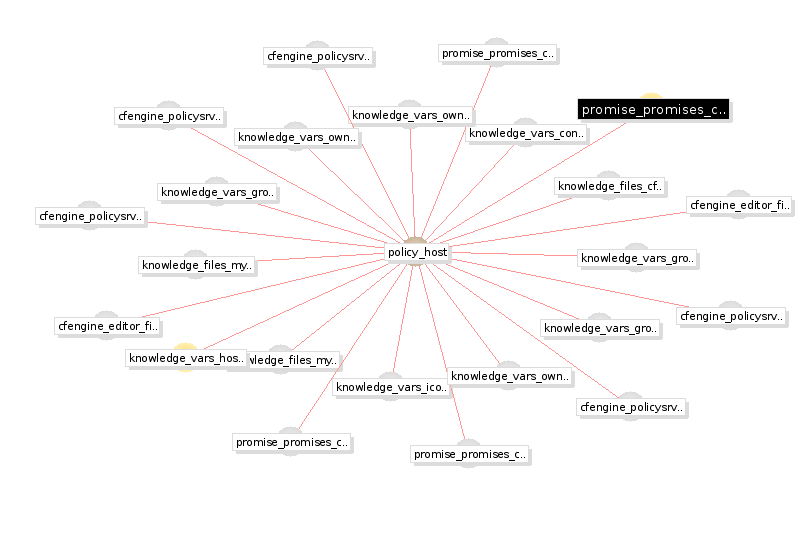 promise_promises_c..
cfengine_policysrv..
promise_promises_c..
knowledge_vars_own..
cfengine_policysrv..
knowledge_vars_con..
knowledge_vars_own..
knowledge_files_cf..
knowledge_vars_gro..
cfengine_editor_fi..
cfengine_policysrv..
policy_host
knowledge_vars_gro..
knowledge_files_my..
cfengine_policysrv..
cfengine_editor_fi..
knowledge_vars_gro..
knowledge_vars_hos..
wledge_files_my..
knowledge_vars_own..
knowledge_vars_ico..
cfengine_policysrv..
promise_promises_c..
promise_promises_c..